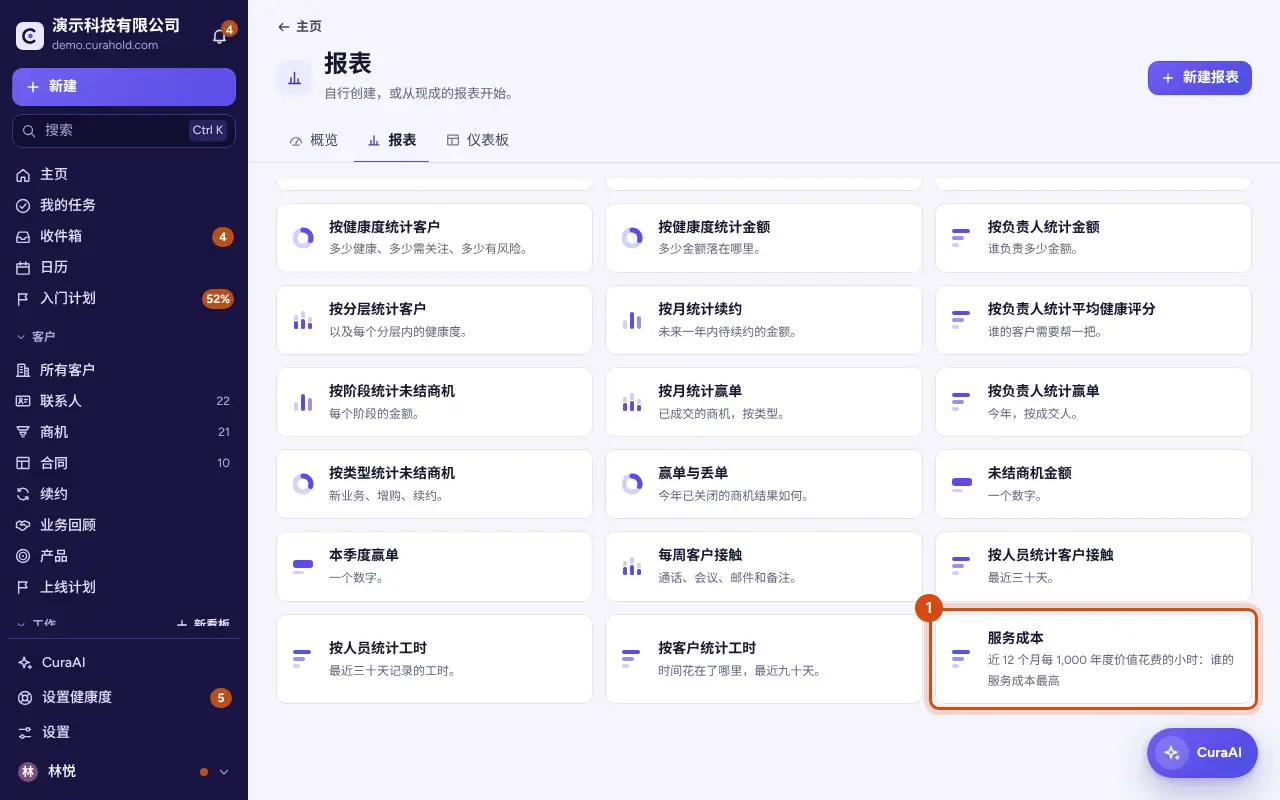 演示科技有限公司
demo.curahold.com
4
新建
搜索
Ctrl K
主页
我的任务
收件箱
4
日历
入门计划
52%
客户
所有客户
联系人
22
商机
21
合同
10
续约
业务回顾
产品
上线计划
工作
新看板
CuraAI
设置健康度
5
设置
林
林悦
主页
报表
自行创建，或从现成的报表开始。
新建报表
概览
报表
仪表板
按健康度统计客户
多少健康、多少需关注、多少有风险。
按健康度统计金额
多少金额落在哪里。
按负责人统计金额
谁负责多少金额。
按分层统计客户
以及每个分层内的健康度。
按月统计续约
未来一年内待续约的金额。
按负责人统计平均健康评分
谁的客户需要帮一把。
按阶段统计未结商机
每个阶段的金额。
按月统计赢单
已成交的商机，按类型。
按负责人统计赢单
今年，按成交人。
按类型统计未结商机
新业务、增购、续约。
赢单与丢单
今年已关闭的商机结果如何。
未结商机金额
一个数字。
本季度赢单
一个数字。
每周客户接触
通话、会议、邮件和备注。
按人员统计客户接触
最近三十天。
按人员统计工时
最近三十天记录的工时。
按客户统计工时
时间花在了哪里，最近九十天。
1
服务成本
近 12 个月每 1,000 年度价值花费的小时：谁的
服务成本最高
CuraAI